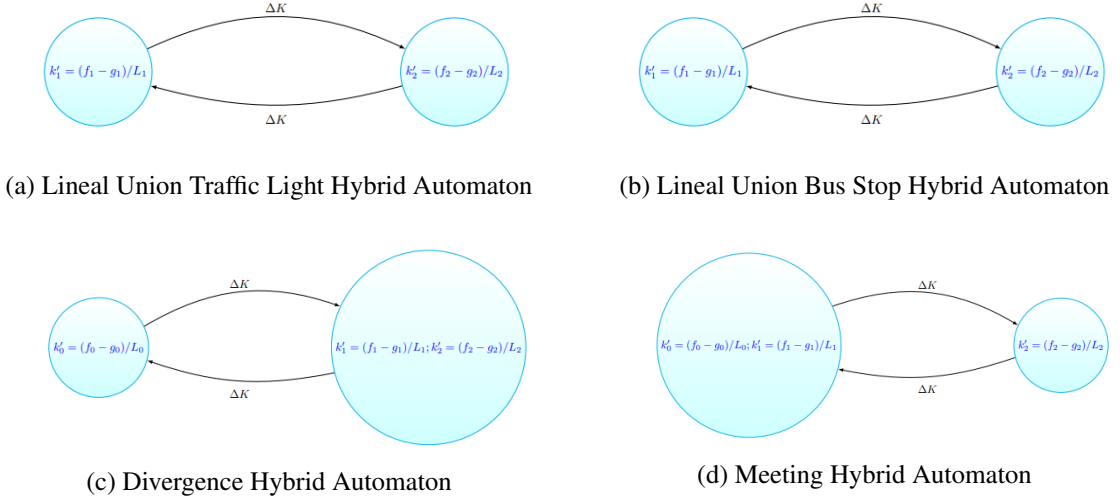 ΔK
k′₁ = (f₁ − g₁)/L₁
k′₂ = (f₂ − g₂)/L₂
ΔK
(a) Lineal Union Traffic Light Hybrid Automaton
ΔK
k′₁ = (f₁ − g₁)/L₁
k′₂ = (f₂ − g₂)/L₂
ΔK
(b) Lineal Union Bus Stop Hybrid Automaton
ΔK
k′₀ = (f₀ − g₀)/L₀
k′₁ = (f₁ − g₁)/L₁; k′₂ = (f₂ − g₂)/L₂
ΔK
(c) Divergence Hybrid Automaton
ΔK
k′₀ = (f₀ − g₀)/L₀; k′₁ = (f₁ − g₁)/L₁
k′₂ = (f₂ − g₂)/L₂
ΔK
(d) Meeting Hybrid Automaton